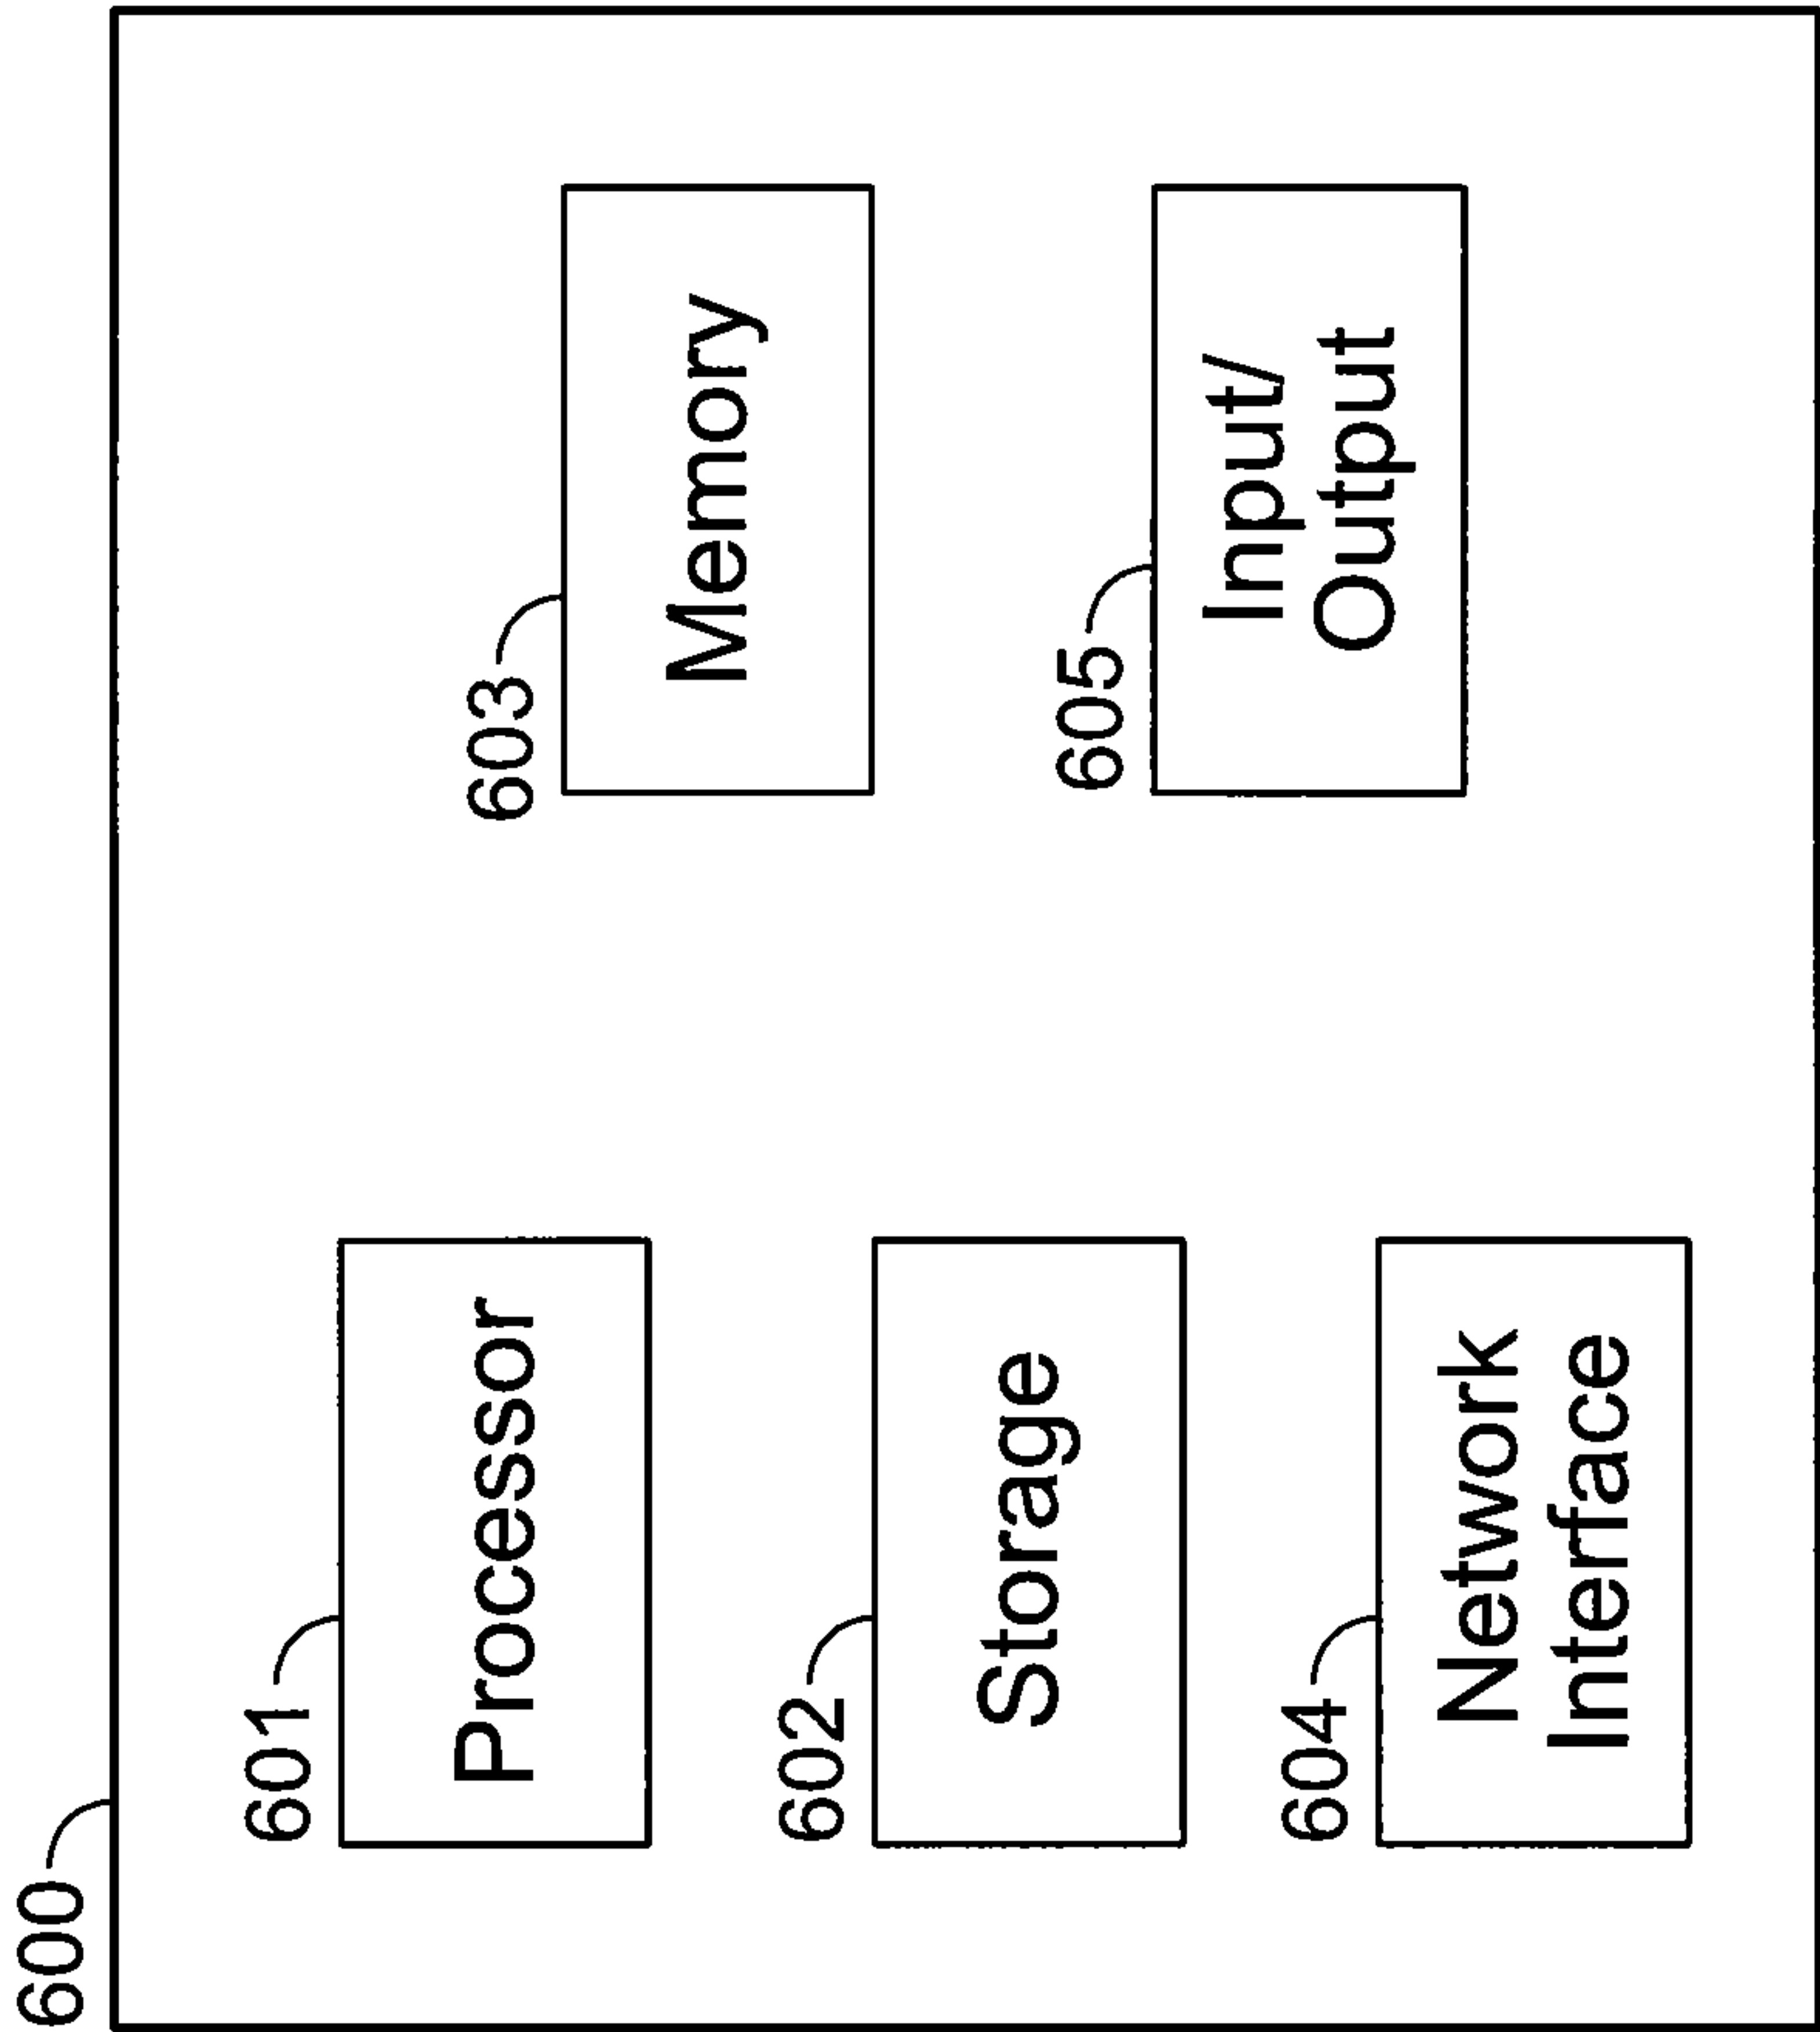 600
601
Processor
603
Memory
602
Storage
605
Input/
Output
604
Network
Interface